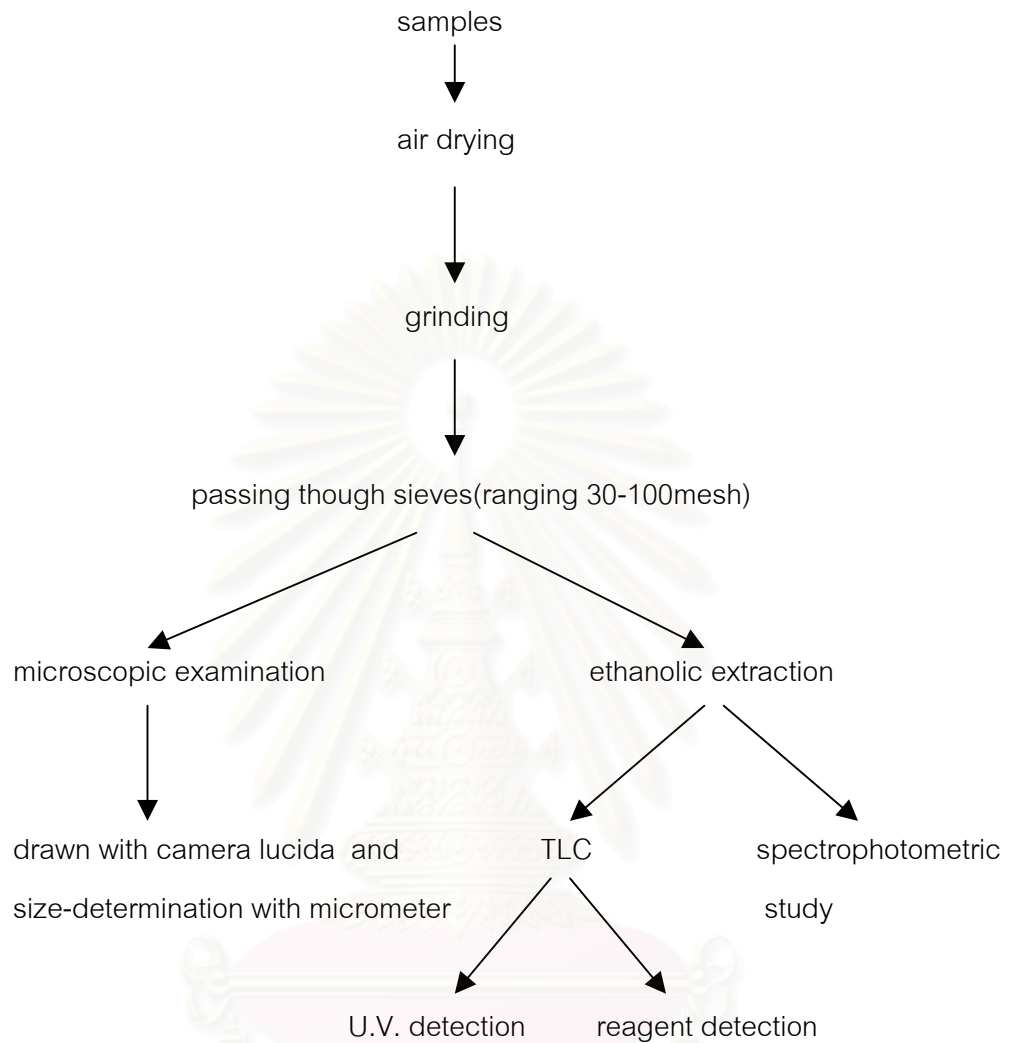 samples
air drying
grinding
passing though sieves(ranging 30-100mesh)
microscopic examination
ethanolic extraction
drawn with camera lucida  and
size-determination with micrometer
TLC
spectrophotometric
study
U.V. detection
reagent detection